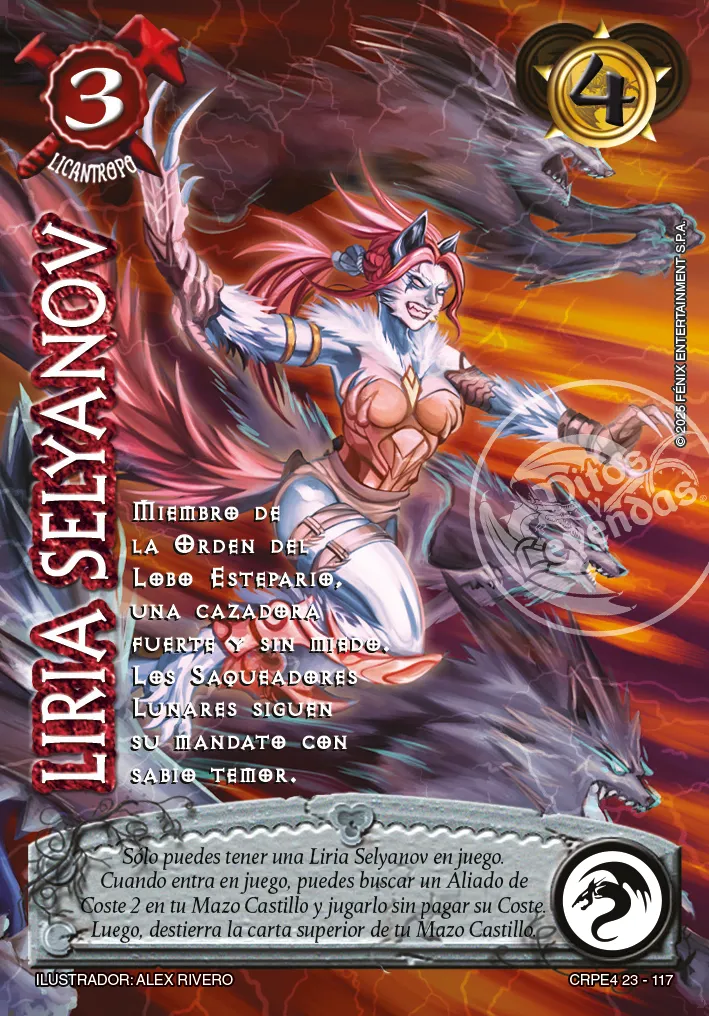 3
LICANTROPO
4
LIRIA SELYANOV
© 2025 FÉNIX ENTERTAINMENT S.P.A.
Mitos
y
Leyendas®
Miembro de
la Orden del
Lobo Estepario,
una cazadora
fuerte y sin miedo.
Los Saqueadores
Lunares siguen
su mandato con
sabio temor.
Sólo puedes tener una Liria Selyanov en juego.
Cuando entra en juego, puedes buscar un Aliado de
Coste 2 en tu Mazo Castillo y jugarlo sin pagar su Coste.
Luego, destierra la carta superior de tu Mazo Castillo.
ILUSTRADOR: ALEX RIVERO
CRPE4 23 - 117